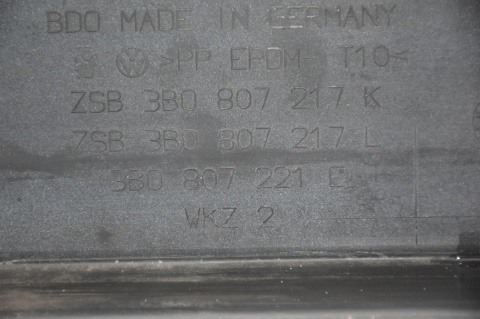 BDO MADE IN GERMANY
>PP EPDM T10<
ZSB 3B0 807 217 K
ZSB 3B0 807 217 L
3B0 807 221 E
WKZ 2